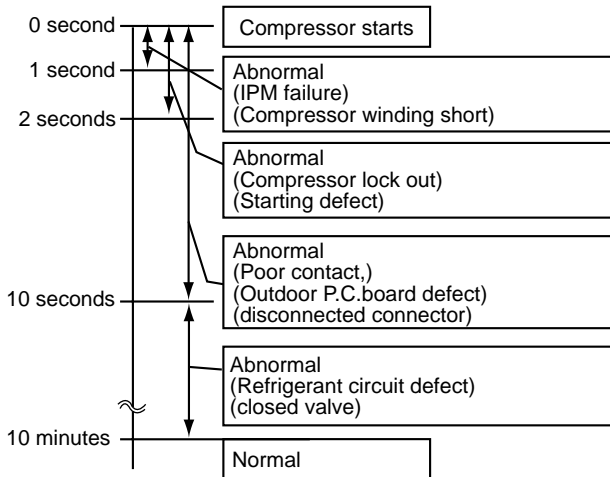 0 second
Compressor starts
1 second
Abnormal
(IPM failure)
(Compressor winding short)
2 seconds
Abnormal
(Compressor lock out)
(Starting defect)
Abnormal
(Poor contact,)
(Outdoor P.C.board defect)
(disconnected connector)
10 seconds
Abnormal
(Refrigerant circuit defect)
(closed valve)
10 minutes
Normal